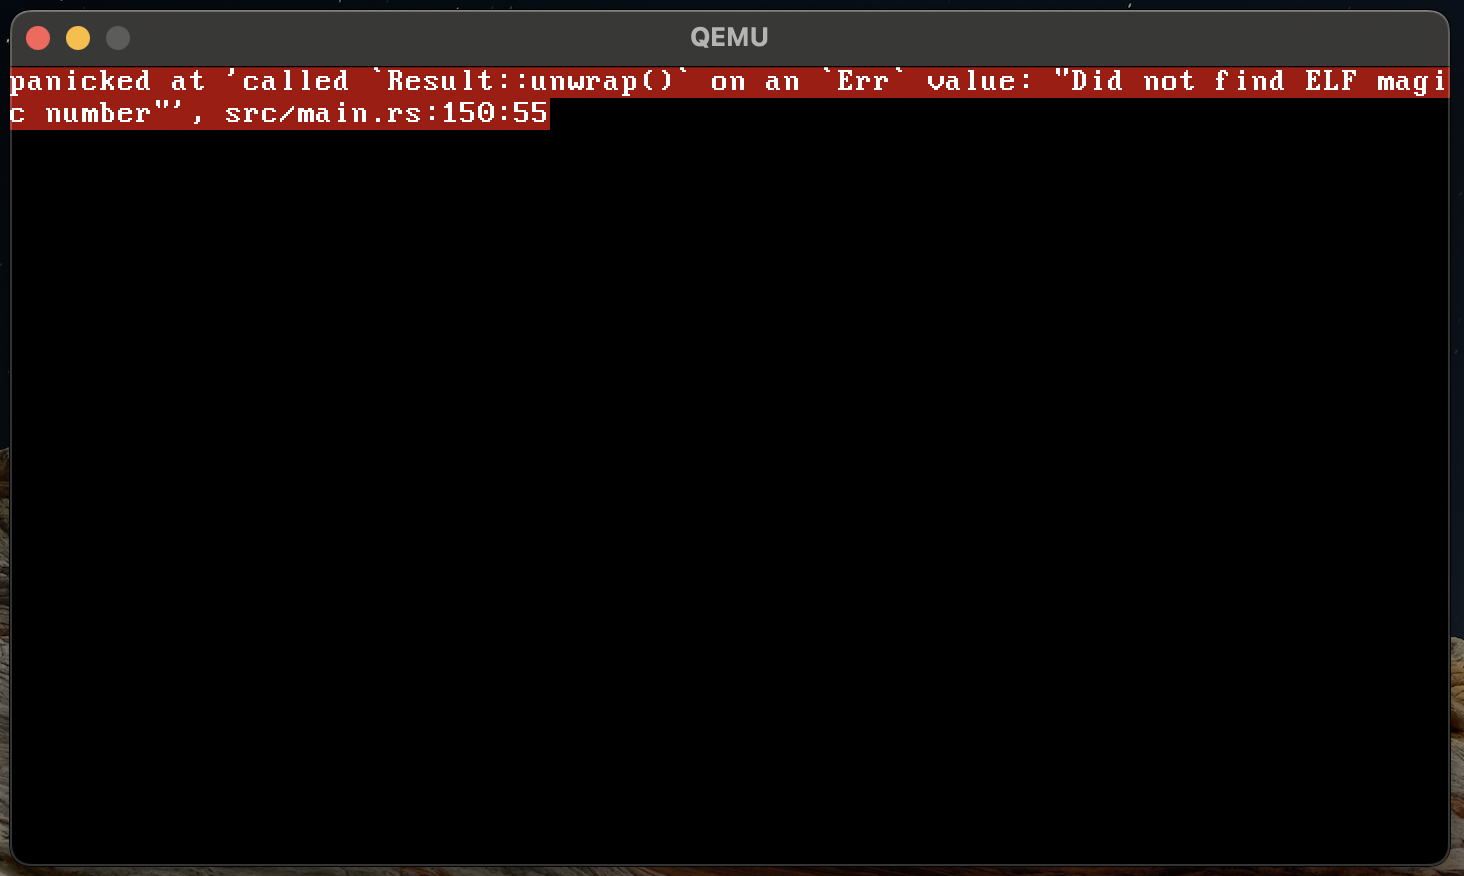 QEMU
panicked at 'called `Result::unwrap()` on an `Err` value: "Did not find ELF magi
c number"', src/main.rs:150:55